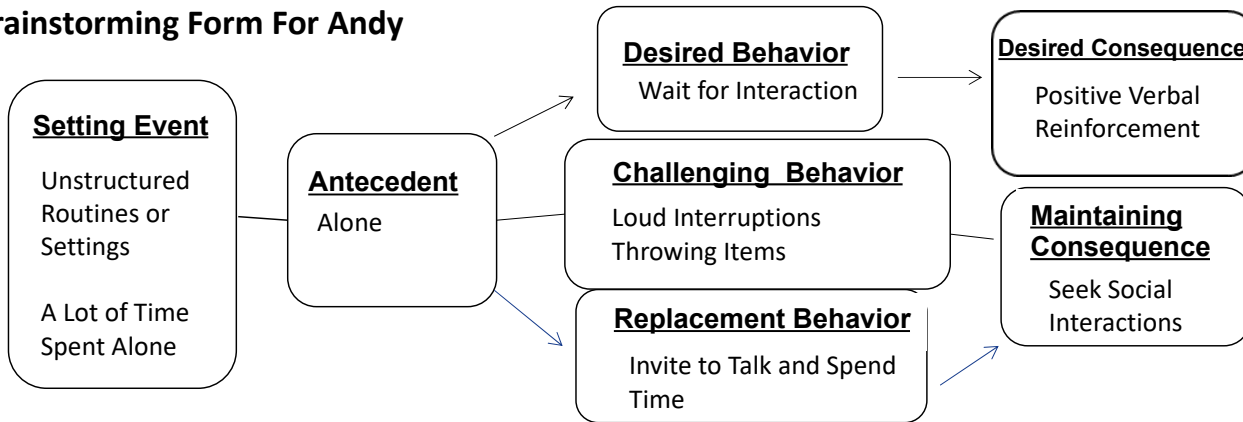 rainstorming Form For Andy
Setting Event
Unstructured
Routines or
Settings
A Lot of Time
Spent Alone
Antecedent
Alone
Desired Behavior
Wait for Interaction
Challenging Behavior
Loud Interruptions
Throwing Items
Replacement Behavior
Invite to Talk and Spend
Time
Desired Consequence
Positive Verbal
Reinforcement
Maintaining
Consequence
Seek Social
Interactions